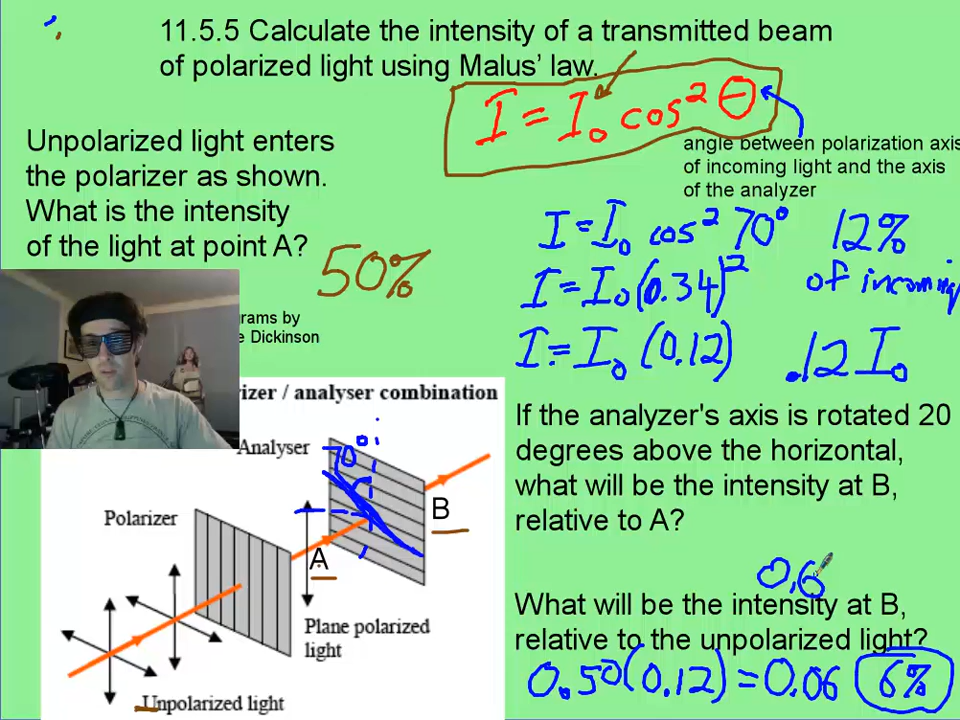 11.5.5 Calculate the intensity of a transmitted beam
of polarized light using Malus' law.
I = I₀ cos² θ
angle between polarization axis
of incoming light and the axis
of the analyzer
Unpolarized light enters
the polarizer as shown.
What is the intensity
of the light at point A?
50%
I = I₀ cos² 70° 12%
I = I₀ (0.34)² of incoming
I = I₀ (0.12) .12 I₀
grams by
e Dickinson
rizer / analyser combination
Analyser
70°
Polarizer
B
A
Plane polarized
light
Unpolarized light
If the analyzer's axis is rotated 20
degrees above the horizontal,
what will be the intensity at B,
relative to A?
0.6
What will be the intensity at B,
relative to the unpolarized light?
0.50(0.12) = 0.06 6%